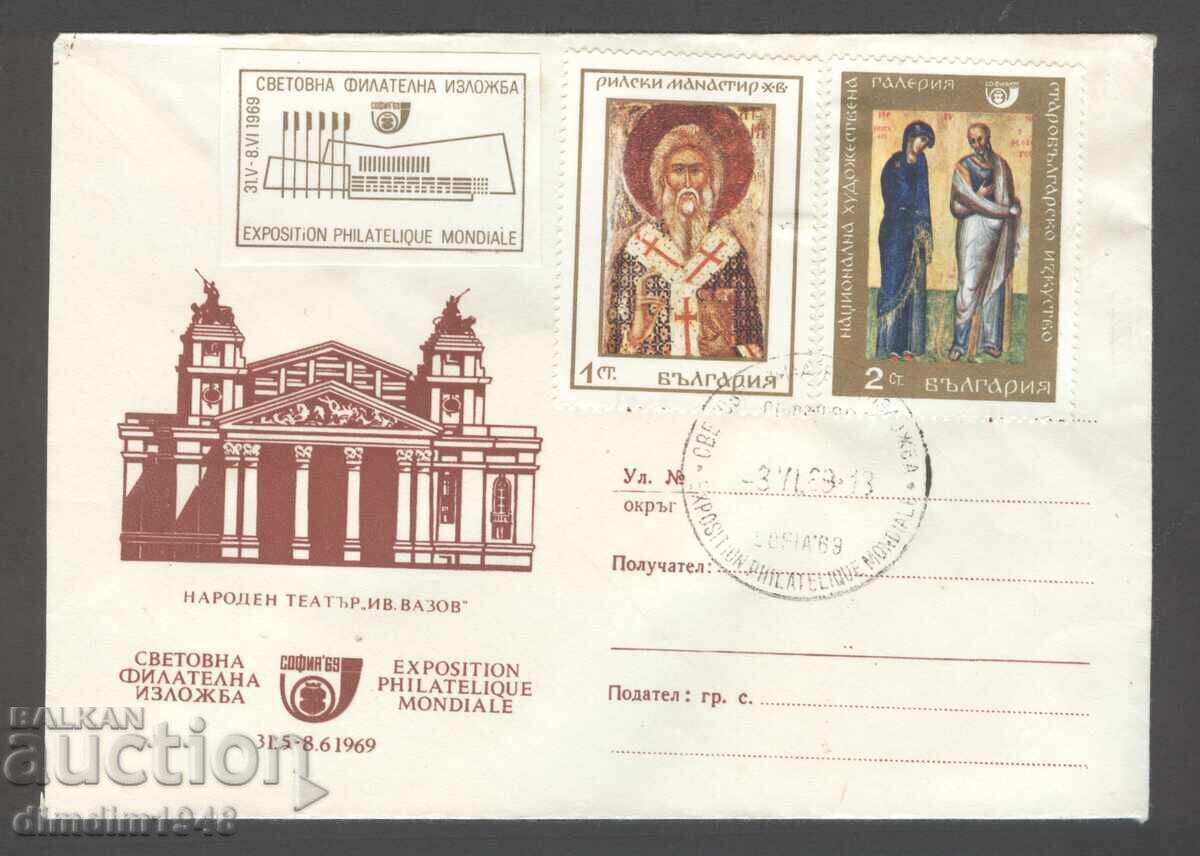 СВЕТОВНА ФИЛАТЕЛНА ИЗЛОЖБА
31.V - 8.VI 1969
СОФИЯ'69
EXPOSITION PHILATELIQUE MONDIALE
РИЛСКИ МАНАСТИР Х·В·
1 СТ. БЪЛГАРИЯ
НАЦИОНАЛНА ХУДОЖЕСТВЕНА ГАЛЕРИЯ
СТАРОБЪЛГАРСКО ИЗКУСТВО
2 СТ. БЪЛГАРИЯ
-3.VI.69-18
SOFIA'69
EXPOSITION PHILATELIQUE MONDIALE
Ул. №
окръг
Получател:
Подател: гр. с.
НАРОДЕН ТЕАТЪР „ИВ. ВАЗОВ"
СВЕТОВНА
ФИЛАТЕЛНА
ИЗЛОЖБА
СОФИЯ'69
EXPOSITION
PHILATELIQUE
MONDIALE
31.5-8.6 1969
BALKAN
auction
dimdim1948